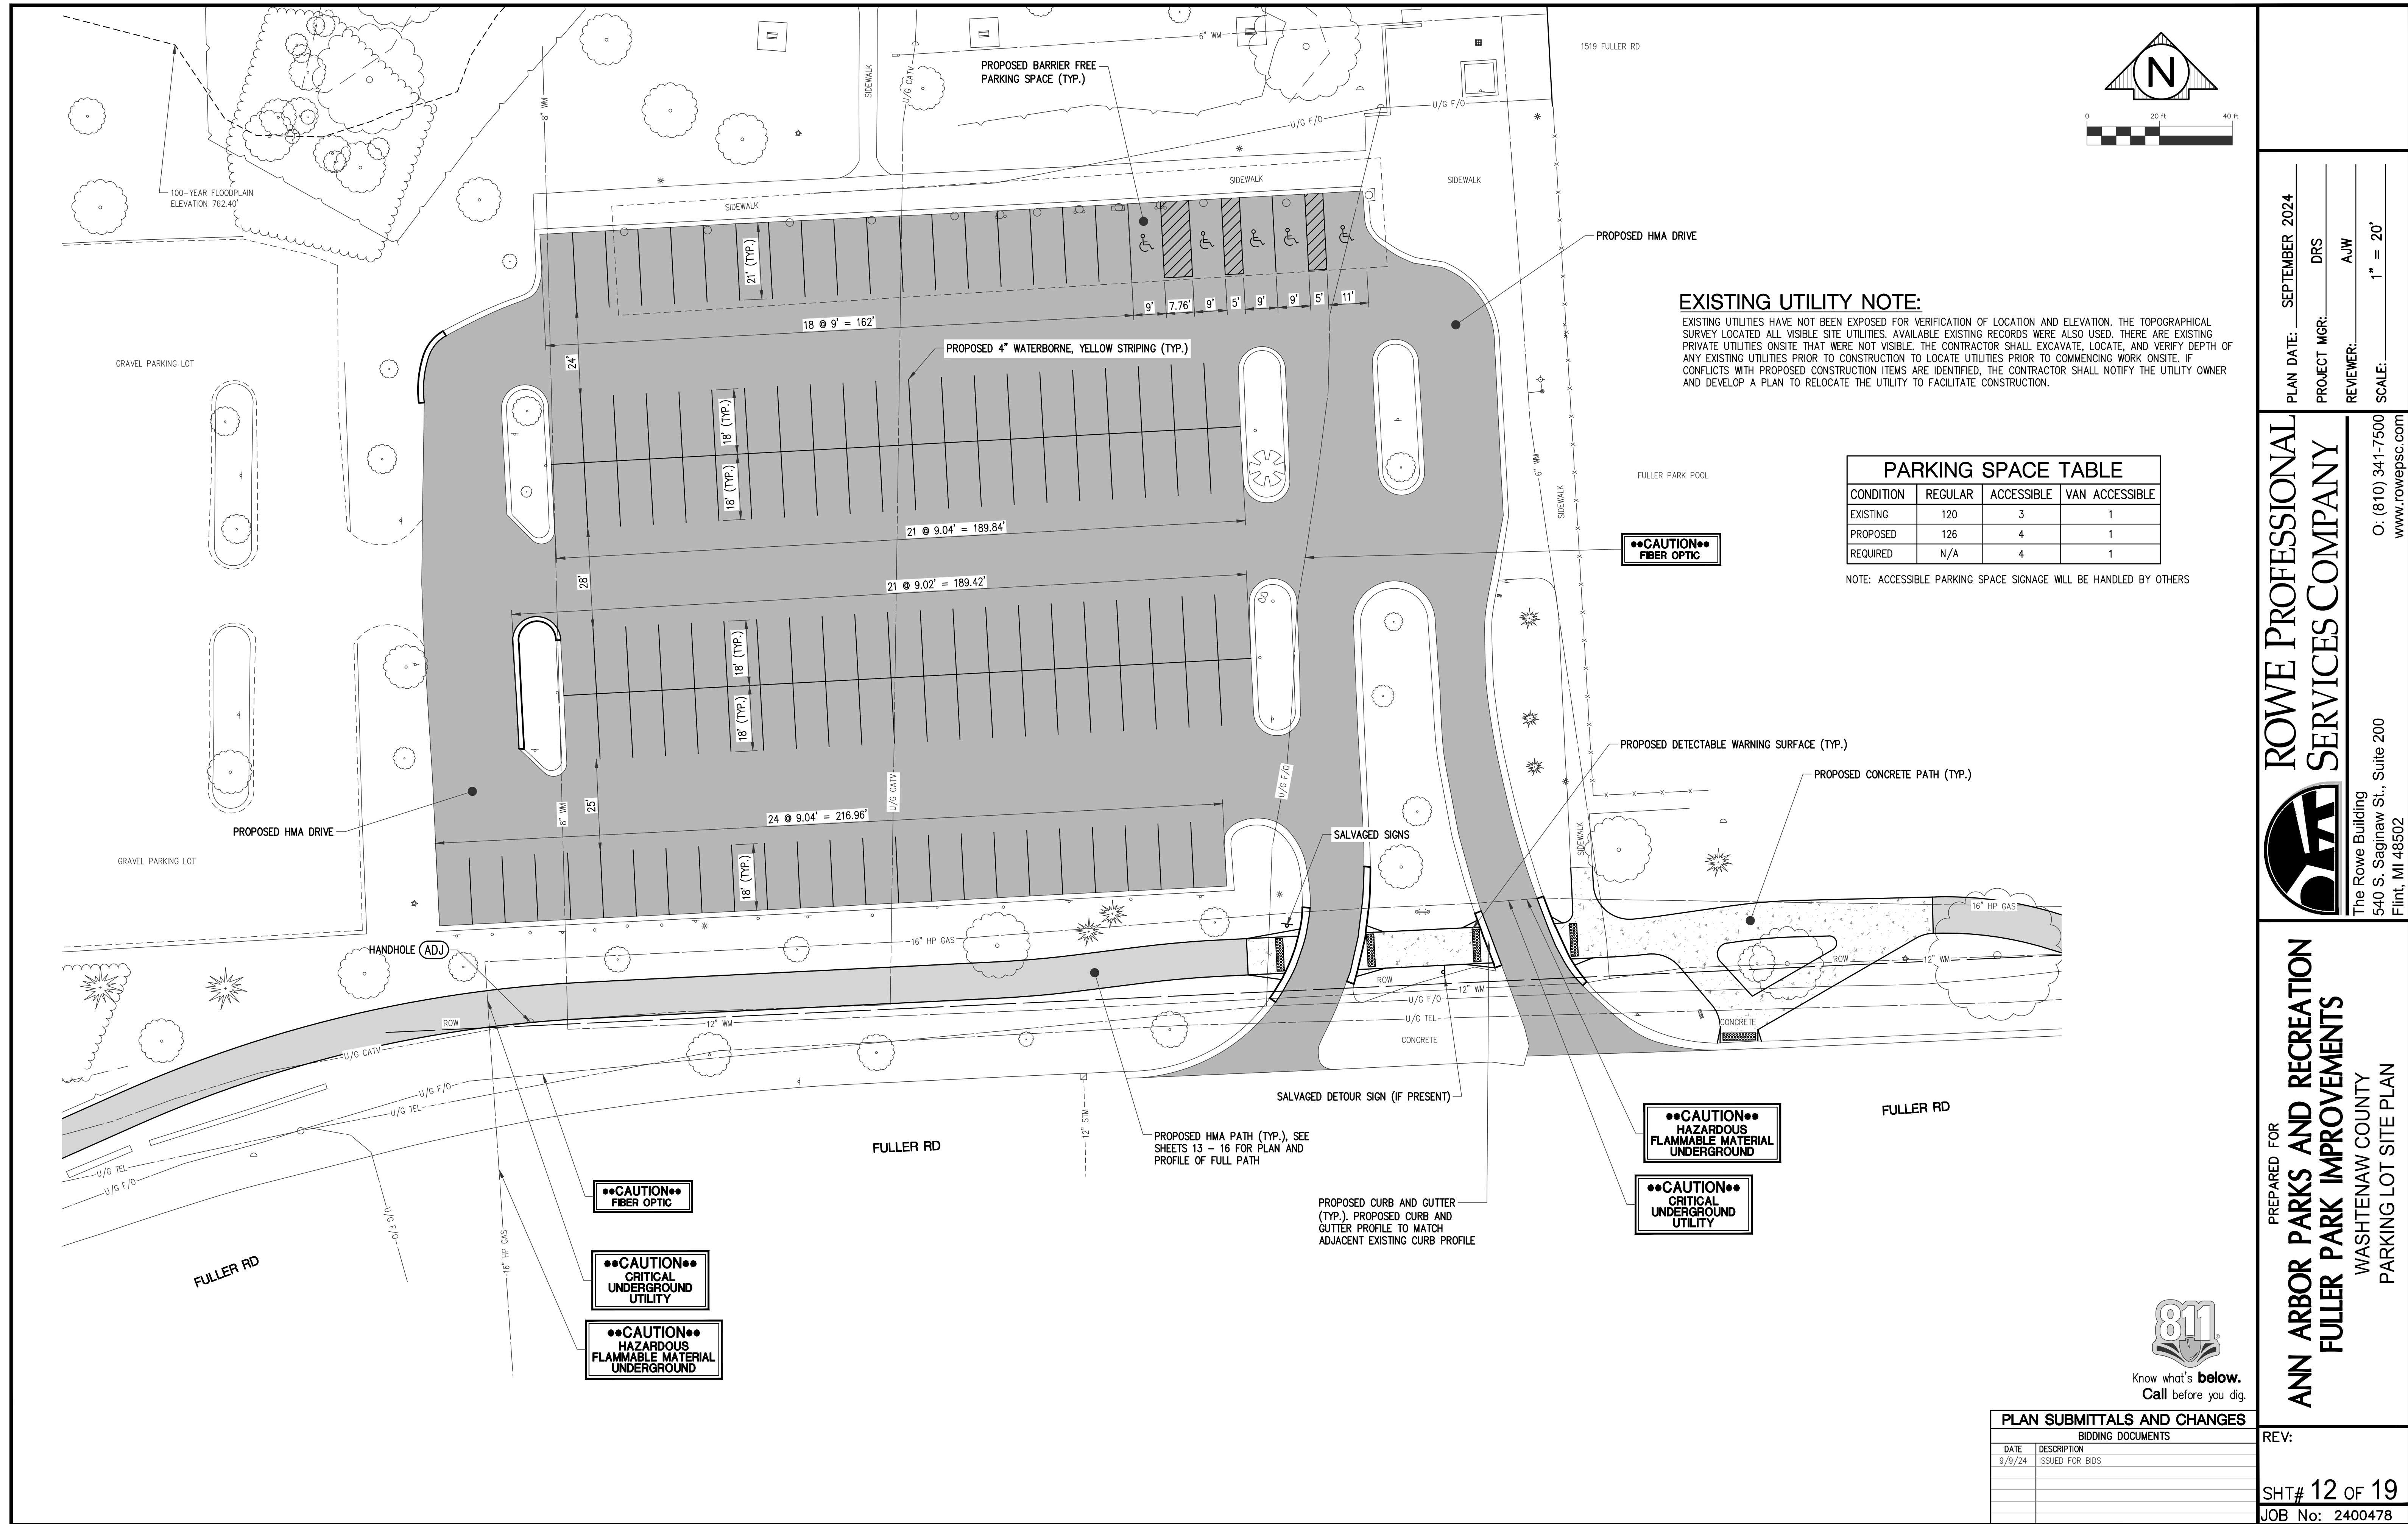 6" WM
1519 FULLER RD
PROPOSED BARRIER FREE
PARKING SPACE (TYP.)
SIDEWALK
U/G CATV
8" WM
U/G F/O
U/G F/O
N
0 20 ft 40 ft
100-YEAR FLOODPLAIN
ELEVATION 762.40'
SIDEWALK
SIDEWALK
SIDEWALK
PROPOSED HMA DRIVE
21' (TYP.)
9' 7.76' 9' 5' 9' 9' 5' 11'
18 @ 9' = 162'
24'
PROPOSED 4" WATERBORNE, YELLOW STRIPING (TYP.)
GRAVEL PARKING LOT
EXISTING UTILITY NOTE:
EXISTING UTILITIES HAVE NOT BEEN EXPOSED FOR VERIFICATION OF LOCATION AND ELEVATION. THE TOPOGRAPHICAL
SURVEY LOCATED ALL VISIBLE SITE UTILITIES. AVAILABLE EXISTING RECORDS WERE ALSO USED. THERE ARE EXISTING
PRIVATE UTILITIES ONSITE THAT WERE NOT VISIBLE. THE CONTRACTOR SHALL EXCAVATE, LOCATE, AND VERIFY DEPTH OF
ANY EXISTING UTILITIES PRIOR TO CONSTRUCTION TO LOCATE UTILITIES PRIOR TO COMMENCING WORK ONSITE. IF
CONFLICTS WITH PROPOSED CONSTRUCTION ITEMS ARE IDENTIFIED, THE CONTRACTOR SHALL NOTIFY THE UTILITY OWNER
AND DEVELOP A PLAN TO RELOCATE THE UTILITY TO FACILITATE CONSTRUCTION.
18' (TYP.)
18' (TYP.)
6" WM
FULLER PARK POOL
SIDEWALK
PARKING SPACE TABLE
CONDITION REGULAR ACCESSIBLE VAN ACCESSIBLE
EXISTING 120 3 1
PROPOSED 126 4 1
REQUIRED N/A 4 1
NOTE: ACCESSIBLE PARKING SPACE SIGNAGE WILL BE HANDLED BY OTHERS
21 @ 9.04' = 189.84'
CAUTION
FIBER OPTIC
28'
21 @ 9.02' = 189.42'
18' (TYP.)
18' (TYP.)
PROPOSED DETECTABLE WARNING SURFACE (TYP.)
PROPOSED CONCRETE PATH (TYP.)
U/G CATV
U/G F/O
8" WM
25'
24 @ 9.04' = 216.96'
PROPOSED HMA DRIVE
SALVAGED SIGNS
SIDEWALK
GRAVEL PARKING LOT
18' (TYP.)
16" HP GAS
16" HP GAS
HANDHOLE ADJ
ROW
12" WM
ROW
12" WM
U/G F/O
U/G TEL
CONCRETE
CONCRETE
ROW
12" WM
U/G CATV
U/G F/O
U/G TEL
U/G TEL
U/G F/O
U/G F/O
16" HP GAS
12" STM
SALVAGED DETOUR SIGN (IF PRESENT)
PROPOSED HMA PATH (TYP.), SEE
SHEETS 13 - 16 FOR PLAN AND
PROFILE OF FULL PATH
PROPOSED CURB AND GUTTER
(TYP.). PROPOSED CURB AND
GUTTER PROFILE TO MATCH
ADJACENT EXISTING CURB PROFILE
FULLER RD
FULLER RD
FULLER RD
CAUTION
HAZARDOUS
FLAMMABLE MATERIAL
UNDERGROUND
CAUTION
CRITICAL
UNDERGROUND
UTILITY
CAUTION
FIBER OPTIC
CAUTION
CRITICAL
UNDERGROUND
UTILITY
CAUTION
HAZARDOUS
FLAMMABLE MATERIAL
UNDERGROUND
811
Know what's below.
Call before you dig.
PLAN SUBMITTALS AND CHANGES
BIDDING DOCUMENTS
DATE DESCRIPTION
9/9/24 ISSUED FOR BIDS
PLAN DATE: SEPTEMBER 2024
PROJECT MGR: DRS
REVIEWER: AJW
SCALE: 1" = 20'
ROWE PROFESSIONAL
SERVICES COMPANY
The Rowe Building
540 S. Saginaw St., Suite 200
Flint, MI 48502
O: (810) 341-7500
www.rowepsc.com
PREPARED FOR
ANN ARBOR PARKS AND RECREATION
FULLER PARK IMPROVEMENTS
WASHTENAW COUNTY
PARKING LOT SITE PLAN
REV:
SHT# 12 OF 19
JOB No: 2400478